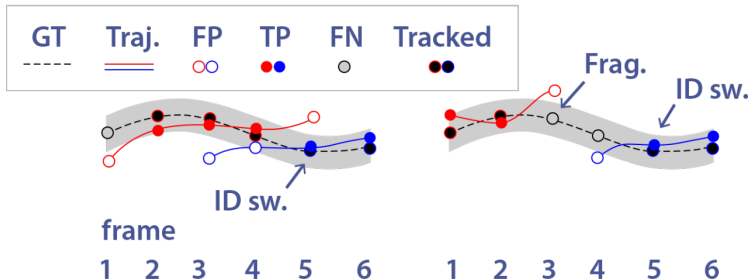 GT Traj. FP TP FN Tracked
Frag.
ID sw.
ID sw.
frame
1 2 3 4 5 6 1 2 3 4 5 6